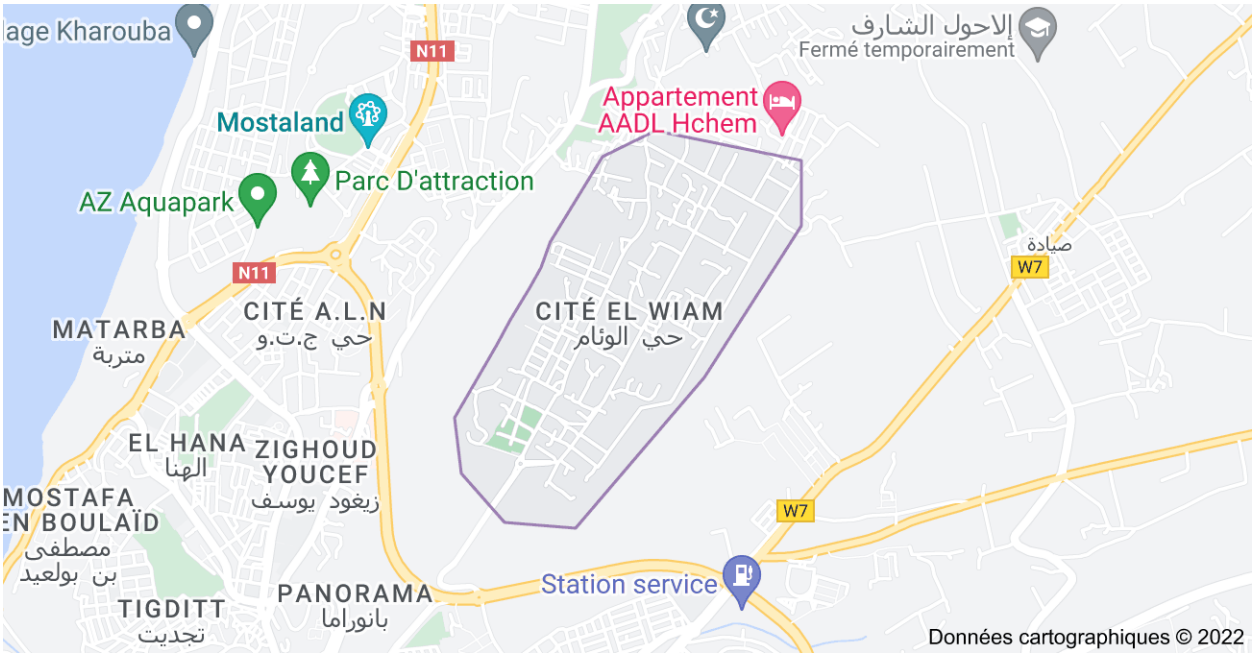 إلاحول الشارف
Fermé temporairement
lage Kharouba
N11
Appartement
AADL Hchem
Mostaland
Parc D'attraction
AZ Aquapark
صيادة
W7
N11
CITÉ A.L.N
حي ج.ت.و
CITÉ EL WIAM
حي الوئام
MATARBA
متربة
EL HANA
الهنا
ZIGHOUD
YOUCEF
زيغود يوسف
MOSTAFA
EN BOULAÏD
مصطفى
بن بولعيد
W7
Station service
PANORAMA
بانوراما
TIGDITT
تجديت
Données cartographiques © 2022